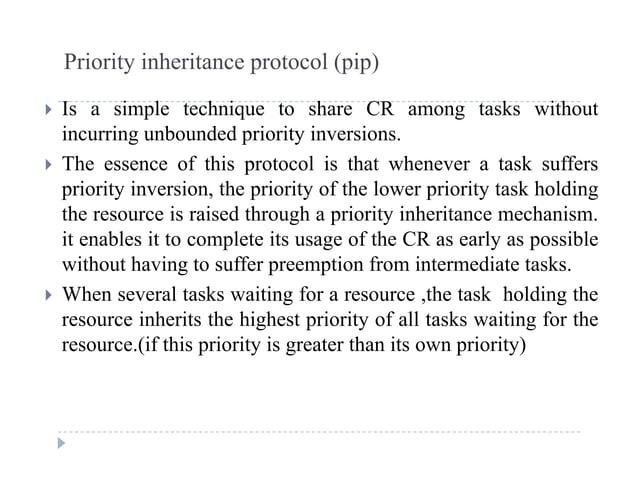 Priority inheritance protocol (pip)
Is a simple technique to share CR among tasks without
incurring unbounded priority inversions.
The essence of this protocol is that whenever a task suffers
priority inversion, the priority of the lower priority task holding
the resource is raised through a priority inheritance mechanism.
it enables it to complete its usage of the CR as early as possible
without having to suffer preemption from intermediate tasks.
When several tasks waiting for a resource ,the task holding the
resource inherits the highest priority of all tasks waiting for the
resource.(if this priority is greater than its own priority)